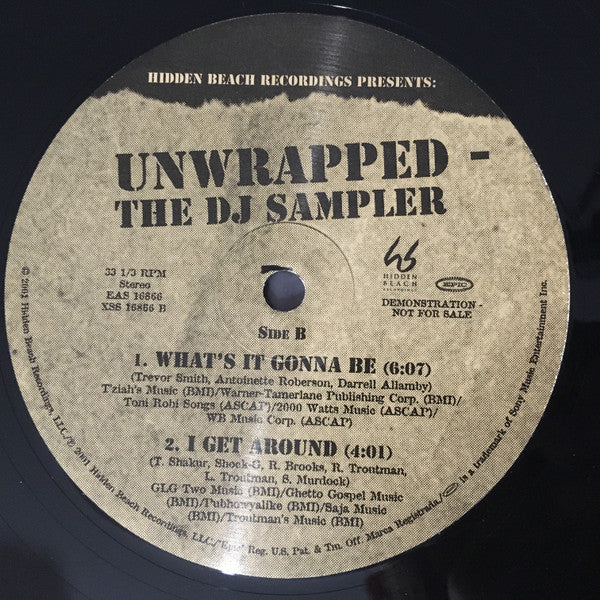 HIDDEN BEACH RECORDINGS PRESENTS:
UNWRAPPED -
THE DJ SAMPLER
33 1/3 RPM
Stereo
EAS 16866
XSS 16866 B
HIDDEN
BEACH
RECORDINGS
EPIC
DEMONSTRATION -
NOT FOR SALE
SIDE B
1. WHAT'S IT GONNA BE (6:07)
(Trevor Smith, Antoinette Roberson, Darrell Allamby)
T'ziah's Music (BMI)/Warner-Tamerlane Publishing Corp. (BMI)/
Toni Robi Songs (ASCAP)/2000 Watts Music (ASCAP)/
WB Music Corp. (ASCAP)
2. I GET AROUND (4:01)
(T. Shakur, Shock-G, R. Brooks, R. Troutman,
L. Troutman, S. Murdock)
GLG Two Music (BMI)/Ghetto Gospel Music
(BMI)/Pubhowyalike (BMI)/Saja Music
(BMI)/Troutman's Music (BMI)
© 2001 Hidden Beach Recordings, LLC./℗ 2001 Hidden Beach Recordings, LLC./"Epic" Reg. U.S. Pat. & Tm. Off. Marca Registrada./EPIC is a trademark of Sony Music Entertainment Inc.